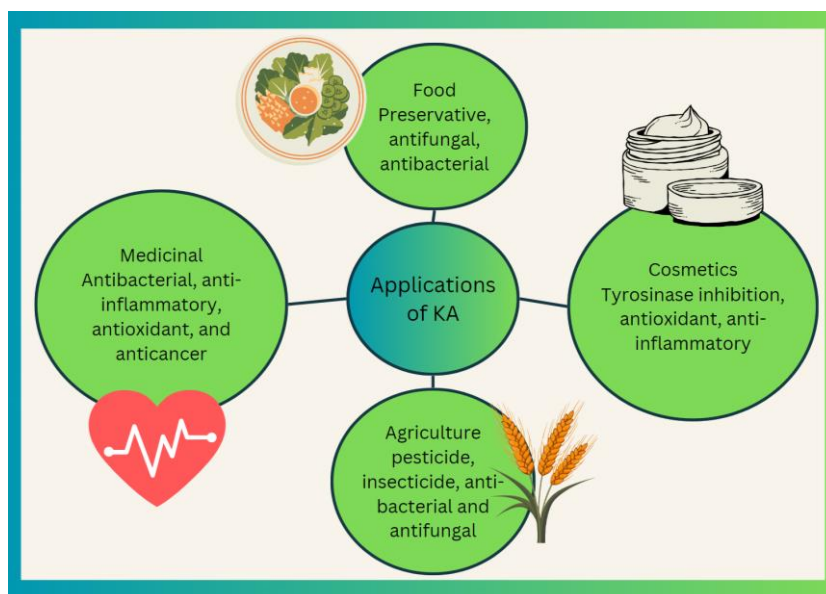 Food
Preservative,
antifungal,
antibacterial
Medicinal
Antibacterial, anti-
inflammatory,
antioxidant, and
anticancer
Applications
of KA
Cosmetics
Tyrosinase inhibition,
antioxidant, anti-
inflammatory
Agriculture
pesticide,
insecticide, anti-
bacterial and
antifungal